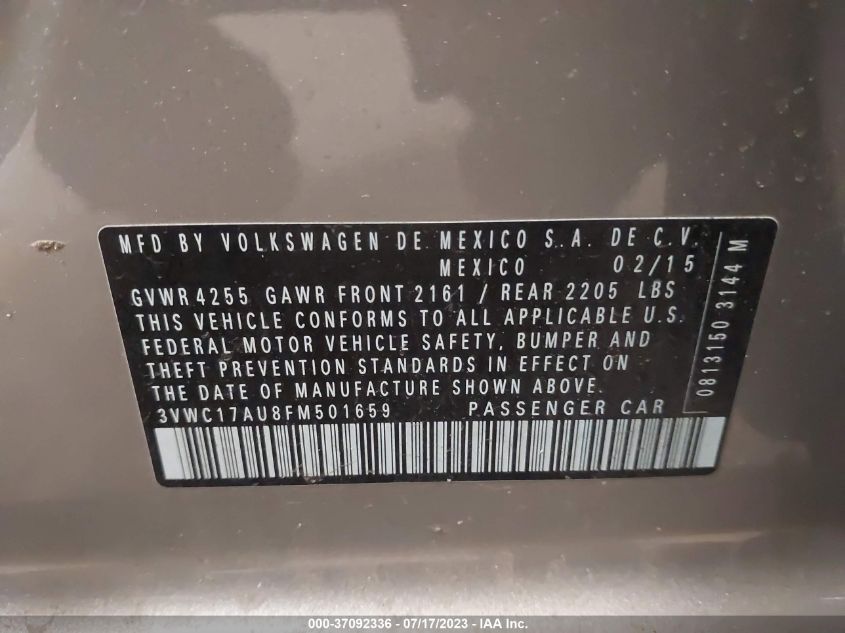 MFD BY VOLKSWAGEN DE MEXICO S.A. DE C.V.
MEXICO 02/15
GVWR 4255 GAWR FRONT 2161 / REAR 2205 LBS
THIS VEHICLE CONFORMS TO ALL APPLICABLE U.S.
FEDERAL MOTOR VEHICLE SAFETY, BUMPER AND
THEFT PREVENTION STANDARDS IN EFFECT ON
THE DATE OF MANUFACTURE SHOWN ABOVE.
3VWC17AU8FM501659 PASSENGER CAR
0813150 3144 M
000-37092336 - 07/17/2023 - IAA Inc.